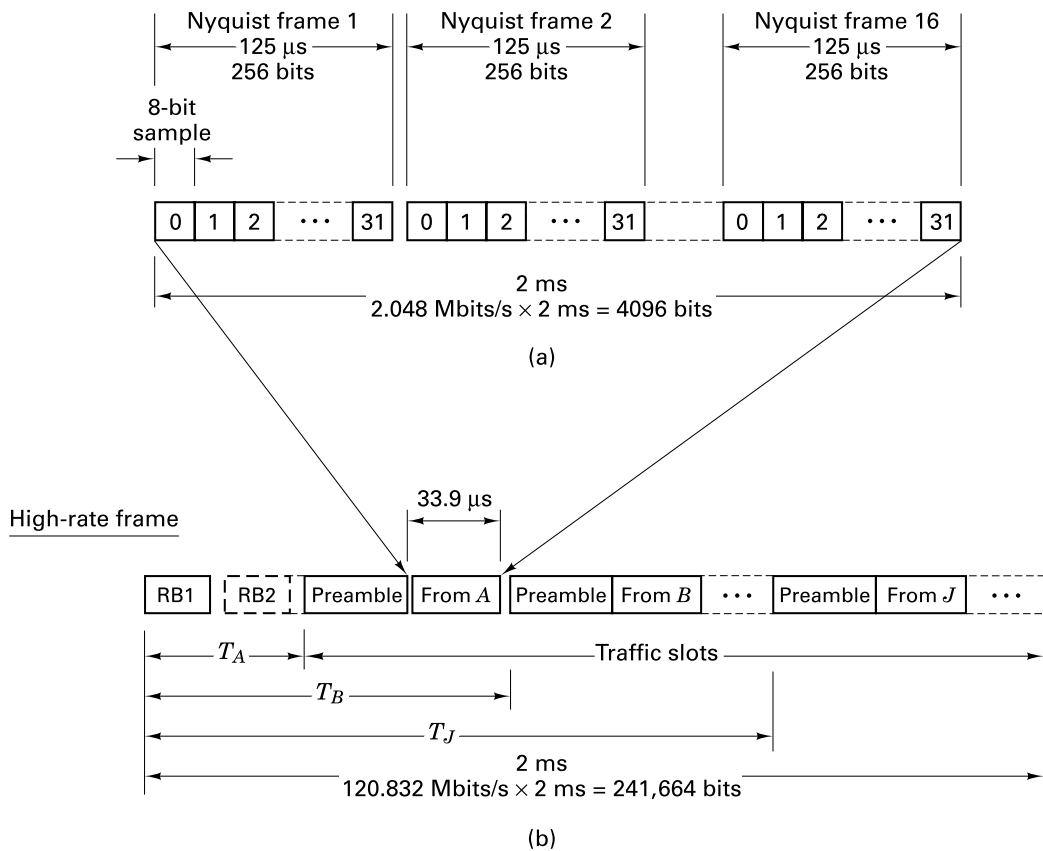 Nyquist frame 1 Nyquist frame 2 Nyquist frame 16
125 µs 125 µs 125 µs
256 bits 256 bits 256 bits
8-bit
sample
0 1 2 ··· 31 0 1 2 ··· 31 0 1 2 ··· 31
2 ms
2.048 Mbits/s × 2 ms = 4096 bits
(a)
33.9 µs
High-rate frame
RB1 RB2 Preamble From A Preamble From B ··· Preamble From J ···
T_A Traffic slots
T_B
T_J
2 ms
120.832 Mbits/s × 2 ms = 241,664 bits
(b)